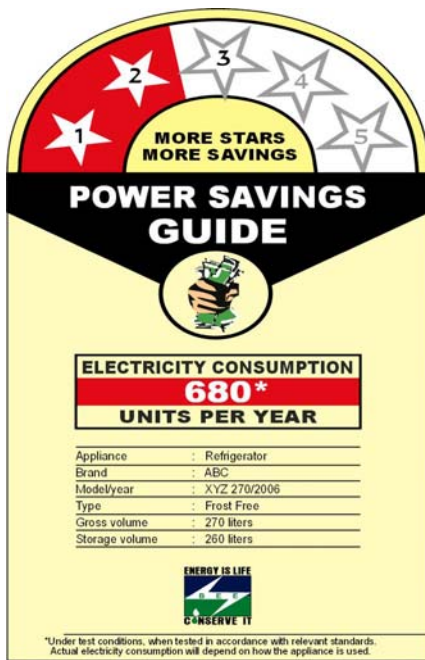 1 2 3 4 5
MORE STARS
MORE SAVINGS
POWER SAVINGS
GUIDE
ELECTRICITY CONSUMPTION
680*
UNITS PER YEAR
Appliance : Refrigerator
Brand : ABC
Model/year : XYZ 270/2006
Type : Frost Free
Gross volume : 270 liters
Storage volume : 260 liters
ENERGY IS LIFE
BEE
CONSERVE IT
*Under test conditions, when tested in accordance with relevant standards.
Actual electricity consumption will depend on how the appliance is used.